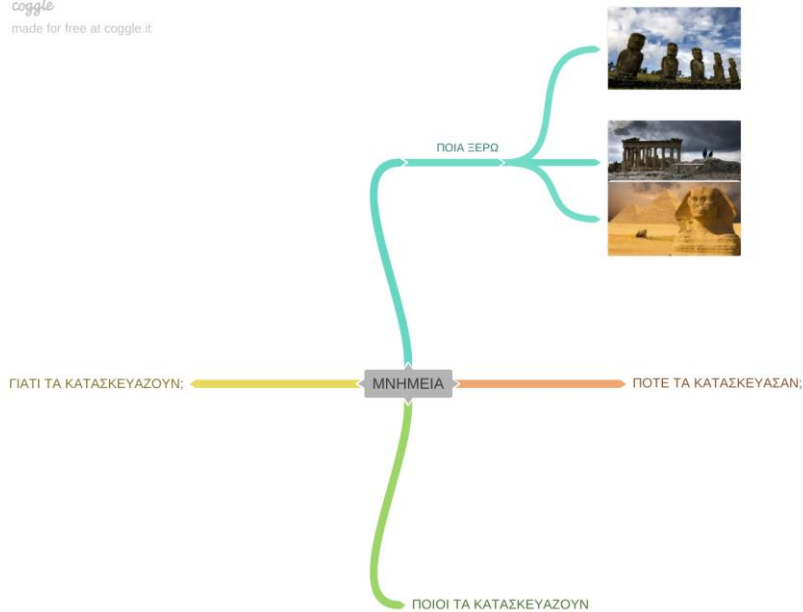 coggle
made for free at coggle.it
ΠΟΙΑ ΞΕΡΩ
ΓΙΑΤΙ ΤΑ ΚΑΤΑΣΚΕΥΑΖΟΥΝ;
ΜΝΗΜΕΙΑ
ΠΟΤΕ ΤΑ ΚΑΤΑΣΚΕΥΑΣΑΝ;
ΠΟΙΟΙ ΤΑ ΚΑΤΑΣΚΕΥΑΖΟΥΝ